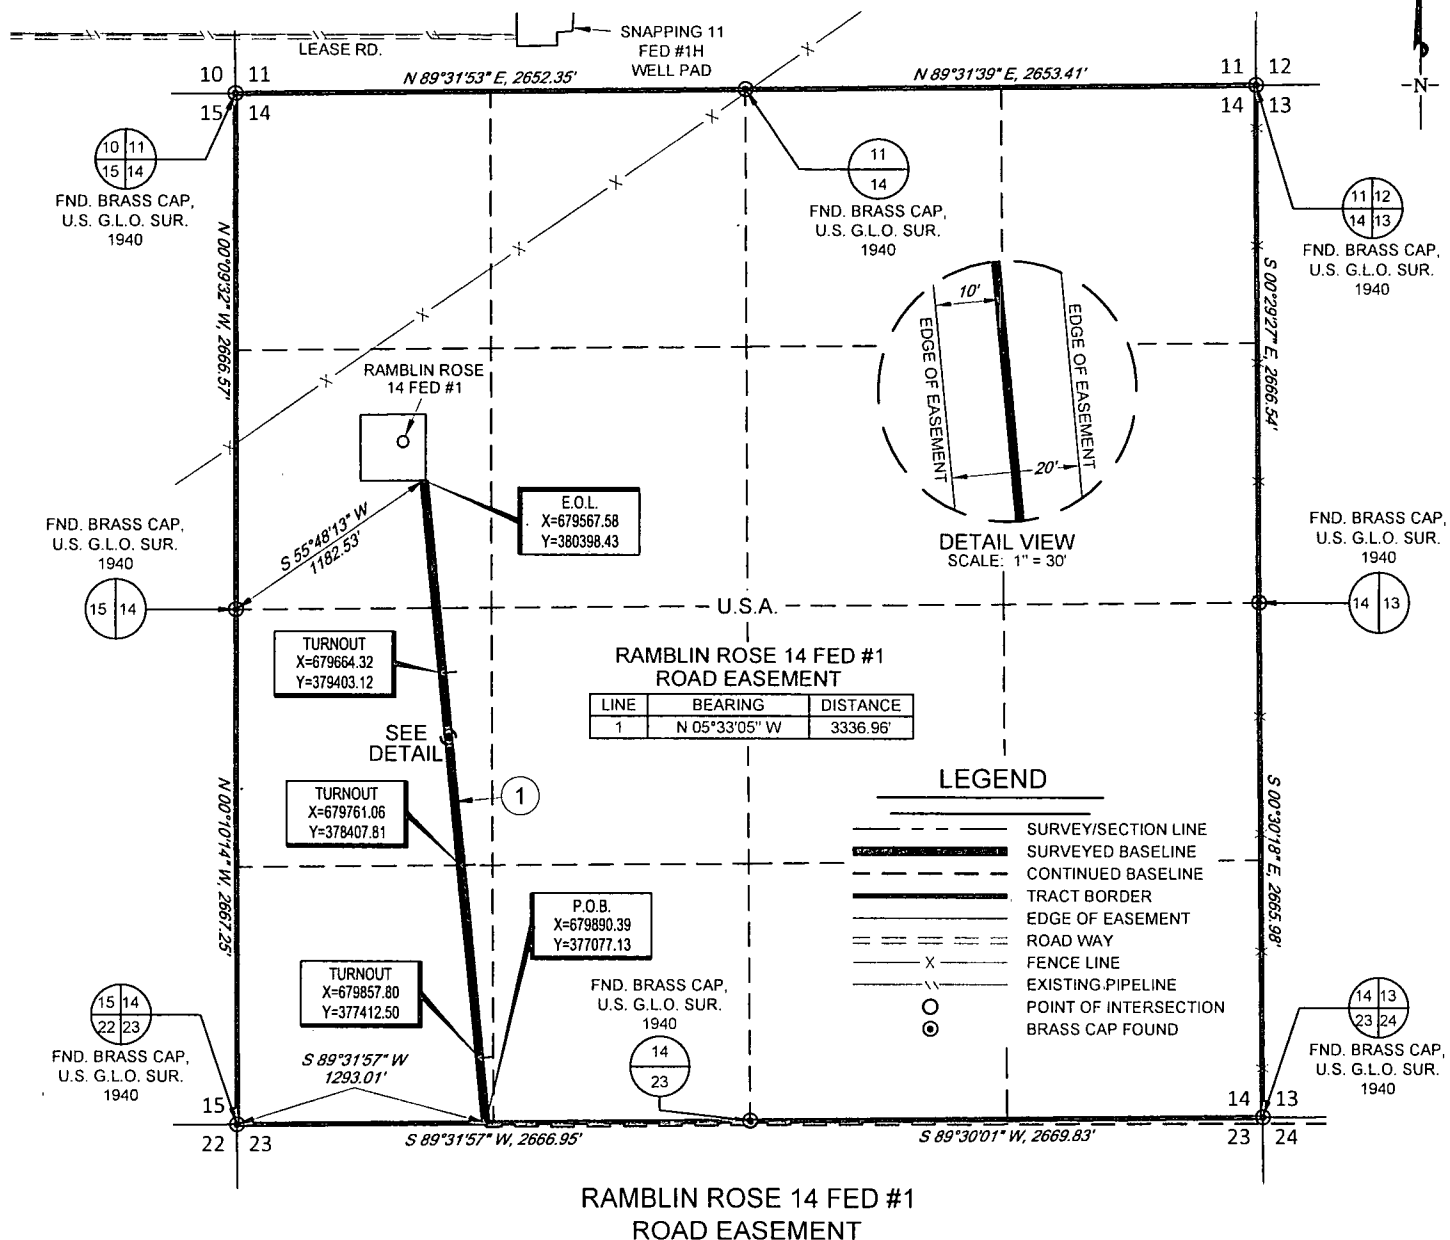 SNAPPING 11
FED #1H
WELL PAD
LEASE RD.
N 89°31'53" E, 2652.35'
N 89°31'39" E, 2653.41'
10 11
15 14
11 12
14 13
-N-
10 11
15 14
FND. BRASS CAP,
U.S. G.L.O. SUR.
1940
11
14
FND. BRASS CAP,
U.S. G.L.O. SUR.
1940
11 12
14 13
FND. BRASS CAP,
U.S. G.L.O. SUR.
1940
N 00°09'32" W, 2666.57'
S 00°29'27" E, 2666.54'
10'
EDGE OF EASEMENT
EDGE OF EASEMENT
20'
DETAIL VIEW
SCALE: 1" = 30'
RAMBLIN ROSE
14 FED #1
E.O.L.
X=679567.58
Y=380398.43
S 55°48'13" W
1182.53'
FND. BRASS CAP,
U.S. G.L.O. SUR.
1940
15 14
FND. BRASS CAP,
U.S. G.L.O. SUR.
1940
14 13
U.S.A.
TURNOUT
X=679664.32
Y=379403.12
RAMBLIN ROSE 14 FED #1
ROAD EASEMENT
LINE BEARING DISTANCE
1 N 05°33'05" W 3336.96'
SEE
DETAIL
1
TURNOUT
X=679761.06
Y=378407.81
N 00°10'14" W, 2667.25'
S 00°30'18" E, 2665.98'
LEGEND
SURVEY/SECTION LINE
SURVEYED BASELINE
CONTINUED BASELINE
TRACT BORDER
EDGE OF EASEMENT
ROAD WAY
X FENCE LINE
EXISTING PIPELINE
POINT OF INTERSECTION
BRASS CAP FOUND
P.O.B.
X=679890.39
Y=377077.13
TURNOUT
X=679857.80
Y=377412.50
FND. BRASS CAP,
U.S. G.L.O. SUR.
1940
14
23
15 14
22 23
FND. BRASS CAP,
U.S. G.L.O. SUR.
1940
14 13
23 24
FND. BRASS CAP,
U.S. G.L.O. SUR.
1940
S 89°31'57" W
1293.01'
15
22 23
14 13
23 24
S 89°31'57" W, 2666.95'
S 89°30'01" W, 2669.83'
RAMBLIN ROSE 14 FED #1
ROAD EASEMENT